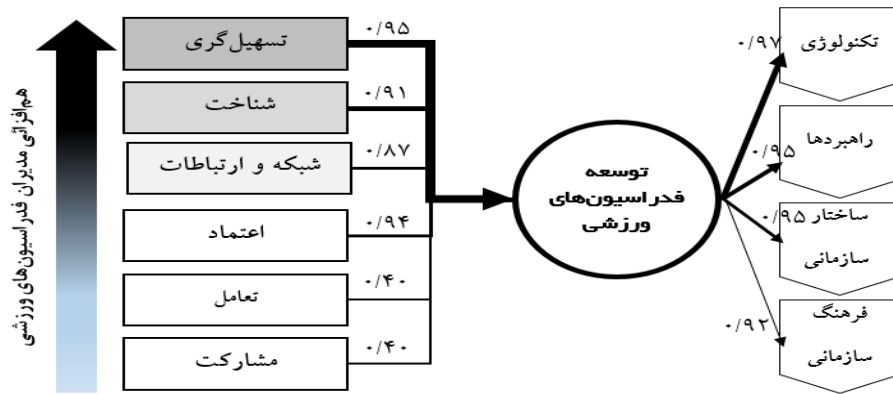 هم‌افزائی مدیران فدراسیون‌های ورزشی
تسهیل‌گری
۰/۹۵
شناخت
۰/۹۱
شبکه و ارتباطات
۰/۸۷
اعتماد
۰/۹۴
تعامل
۰/۴۰
مشارکت
۰/۴۰
توسعه
فدراسیون‌های
ورزشی
۰/۹۷
تکنولوژی
۰/۹۵
راهبردها
۰/۹۵
ساختار
سازمانی
۰/۹۲
فرهنگ
سازمانی